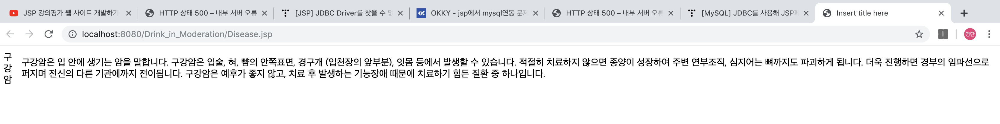 JSP 강의평가 웹 사이트 개발하기
HTTP 상태 500 – 내부 서버 오류
[JSP] JDBC Driver를 찾을 수 없
OKKY - jsp에서 mysql연동 문제
HTTP 상태 500 – 내부 서버 오류
[MySQL] JDBC를 사용해 JSP파
Insert title here
localhost:8080/Drink_in_Moderation/Disease.jsp
영단
구
강
암
구강암은 입 안에 생기는 암을 말합니다. 구강암은 입술, 혀, 뺨의 안쪽표면, 경구개 (입천장의 앞부분), 잇몸 등에서 발생할 수 있습니다. 적절히 치료하지 않으면 종양이 성장하여 주변 연부조직, 심지어는 뼈까지도 파괴하게 됩니다. 더욱 진행하면 경부의 임파선으로
퍼지며 전신의 다른 기관에까지 전이됩니다. 구강암은 예후가 좋지 않고, 치료 후 발생하는 기능장애 때문에 치료하기 힘든 질환 중 하나입니다.